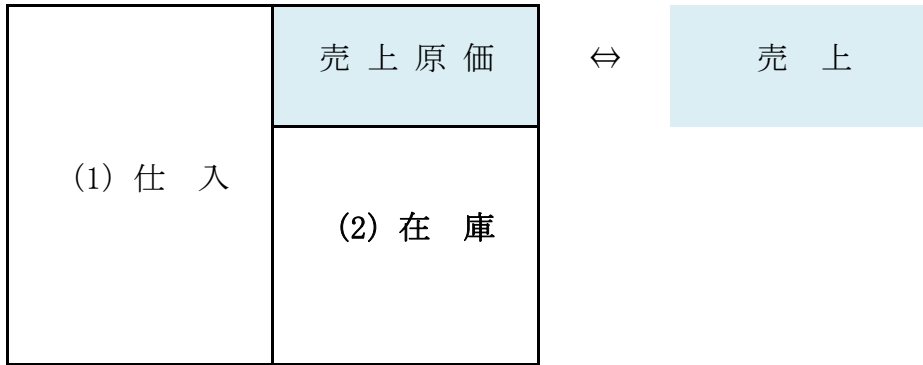 売上原価 ⇔ 売 上
(1) 仕 入
(2) 在 庫